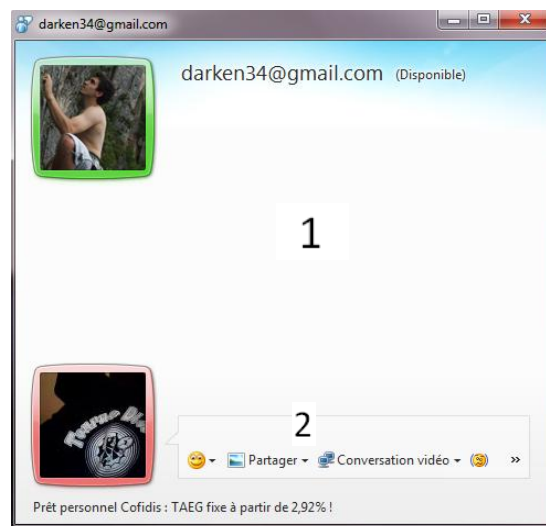 darken34@gmail.com
darken34@gmail.com (Disponible)
1
2
Partager
Conversation vidéo
»
Prêt personnel Cofidis : TAEG fixe à partir de 2,92% !